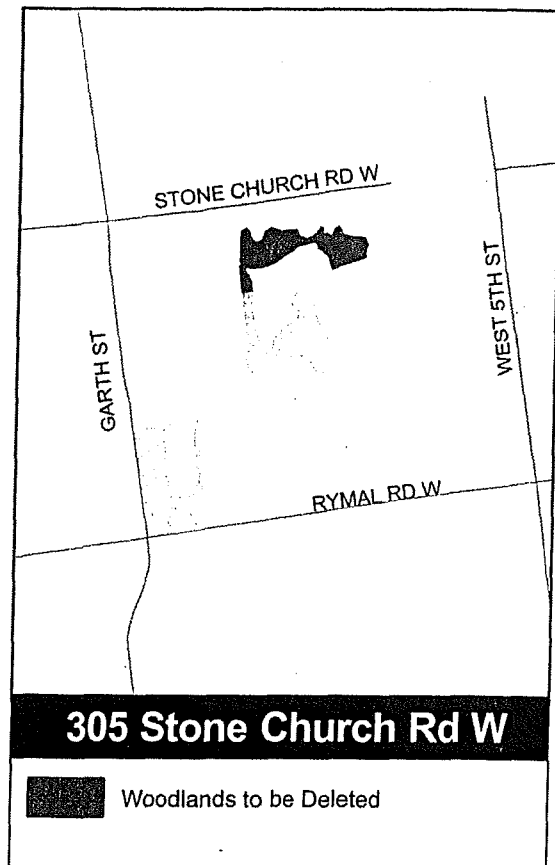 STONE CHURCH RD W
GARTH ST
WEST 5TH ST
RYMAL RD W
305 Stone Church Rd W
Woodlands to be Deleted